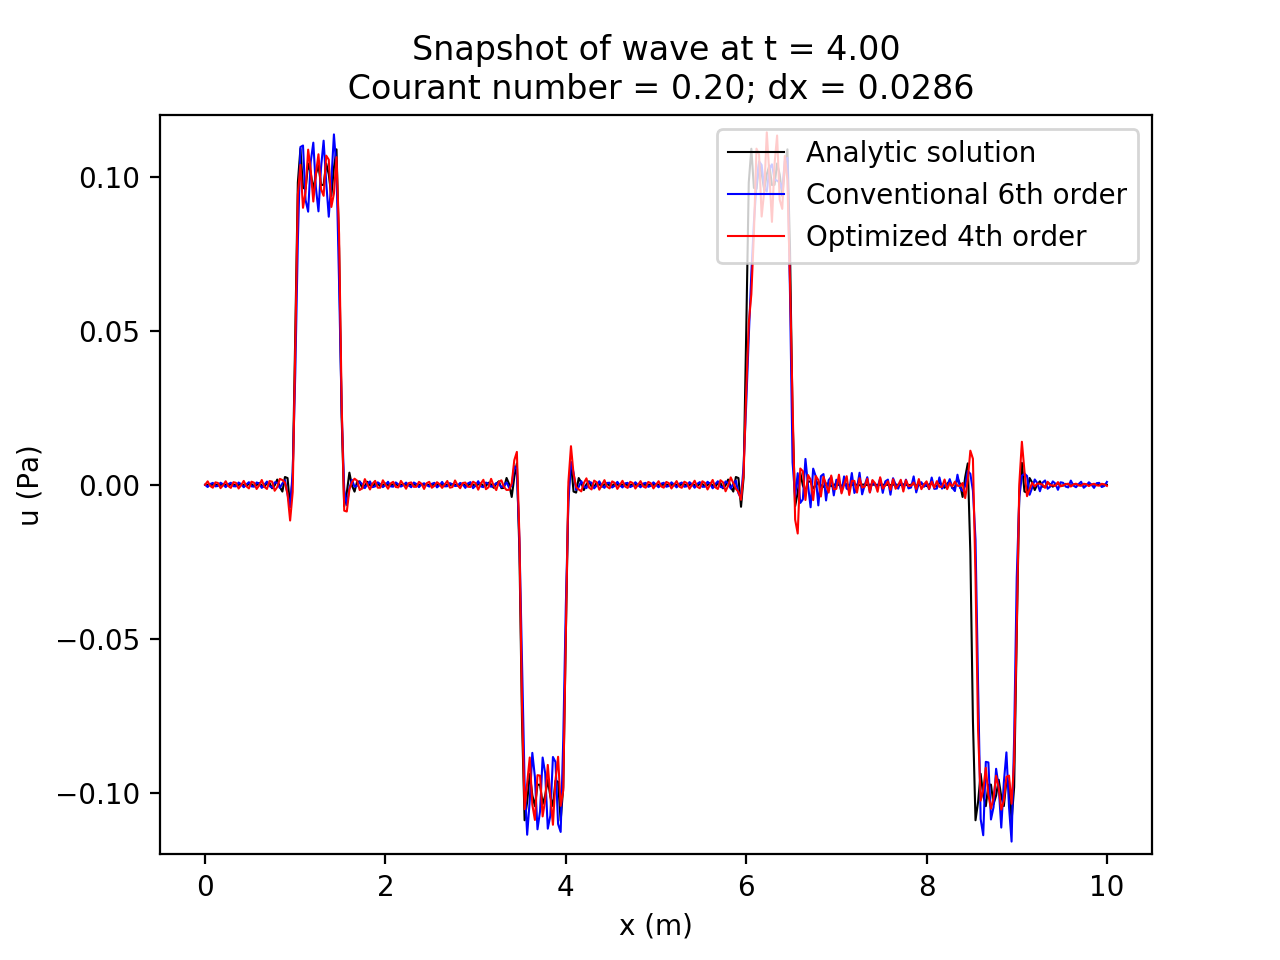 Snapshot of wave at t = 4.00
Courant number = 0.20; dx = 0.0286
Analytic solution
Conventional 6th order
Optimized 4th order
0.10
0.05
0.00
−0.05
−0.10
u (Pa)
0 2 4 6 8 10
x (m)